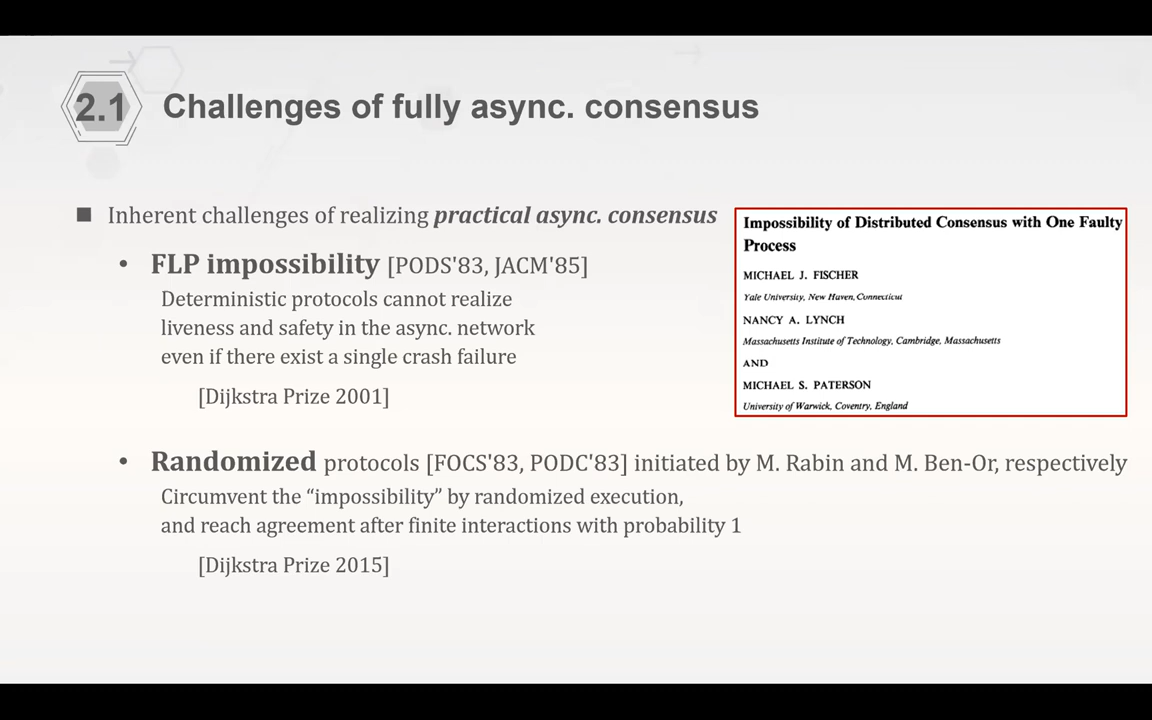 2.1 Challenges of fully async. consensus
■ Inherent challenges of realizing practical async. consensus
• FLP impossibility [PODS'83, JACM'85]
Deterministic protocols cannot realize
liveness and safety in the async. network
even if there exist a single crash failure
[Dijkstra Prize 2001]
Impossibility of Distributed Consensus with One Faulty
Process
MICHAEL J. FISCHER
Yale University, New Haven, Connecticut
NANCY A. LYNCH
Massachusetts Institute of Technology, Cambridge, Massachusetts
AND
MICHAEL S. PATERSON
University of Warwick, Coventry, England
• Randomized protocols [FOCS'83, PODC'83] initiated by M. Rabin and M. Ben-Or, respectively
Circumvent the “impossibility” by randomized execution,
and reach agreement after finite interactions with probability 1
[Dijkstra Prize 2015]